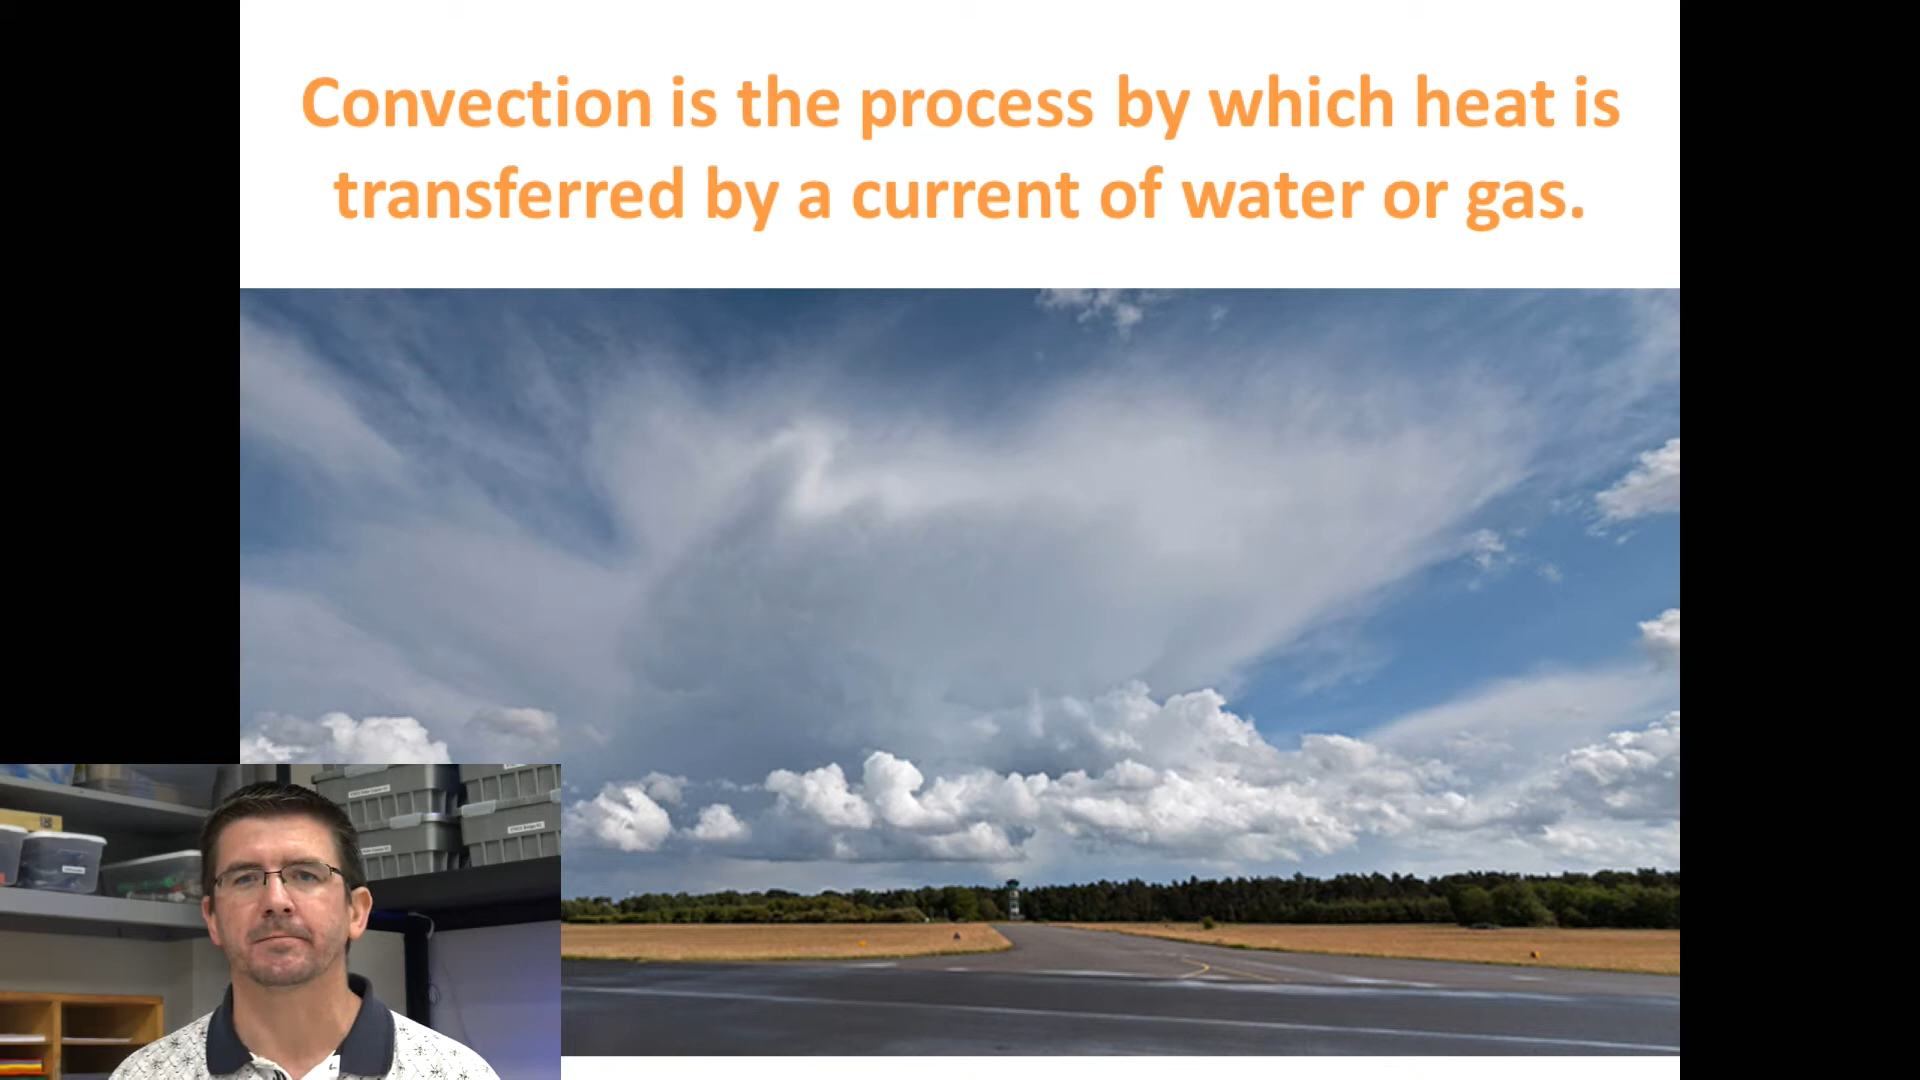 Convection is the process by which heat is
transferred by a current of water or gas.